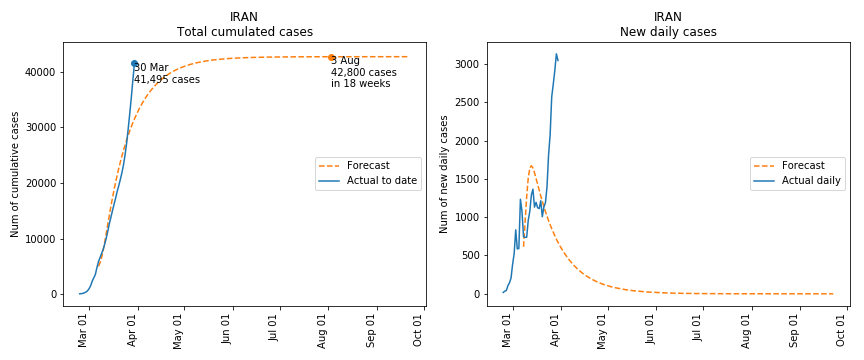 IRAN
Total cumulated cases
Num of cumulative cases
40000
30000
20000
10000
0
30 Mar
41,495 cases
3 Aug
42,800 cases
in 18 weeks
Forecast
Actual to date
Mar 01
Apr 01
May 01
Jun 01
Jul 01
Aug 01
Sep 01
Oct 01
IRAN
New daily cases
Num of new daily cases
3000
2500
2000
1500
1000
500
0
Forecast
Actual daily
Mar 01
Apr 01
May 01
Jun 01
Jul 01
Aug 01
Sep 01
Oct 01